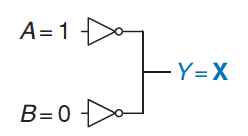 A = 1
Y = X
B = 0